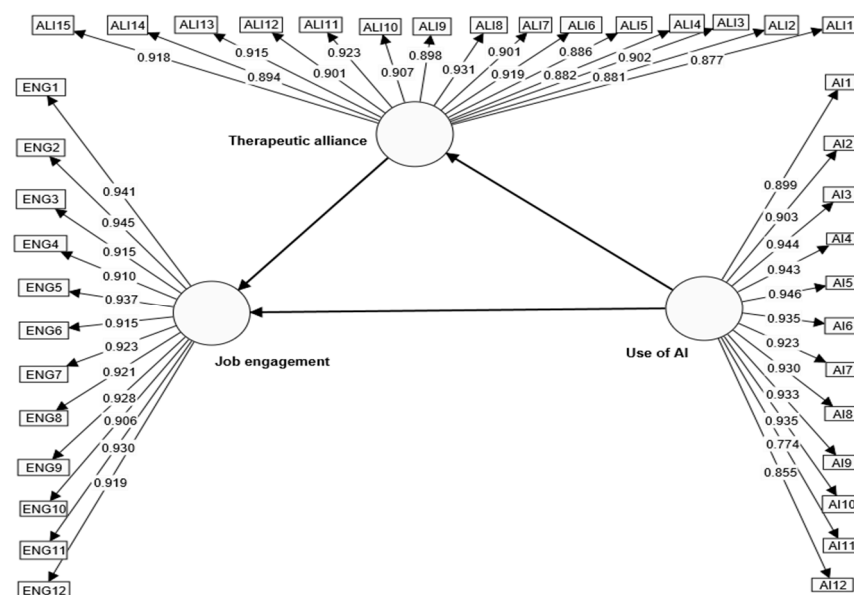 ALI15 ALI14 ALI13 ALI12 ALI11 ALI10 ALI9 ALI8 ALI7 ALI6 ALI5 ALI4 ALI3 ALI2 ALI1
0.918 0.894 0.915 0.901 0.923 0.907 0.898 0.931 0.901 0.919 0.886 0.882 0.902 0.881 0.877
Therapeutic alliance
ENG1
ENG2
ENG3
ENG4
ENG5
ENG6
ENG7
ENG8
ENG9
ENG10
ENG11
ENG12
0.941
0.945
0.915
0.910
0.937
0.915
0.923
0.921
0.928
0.906
0.930
0.919
Job engagement
Use of AI
0.899
0.903
0.944
0.943
0.946
0.935
0.923
0.930
0.933
0.935
0.774
0.855
AI1
AI2
AI3
AI4
AI5
AI6
AI7
AI8
AI9
AI10
AI11
AI12